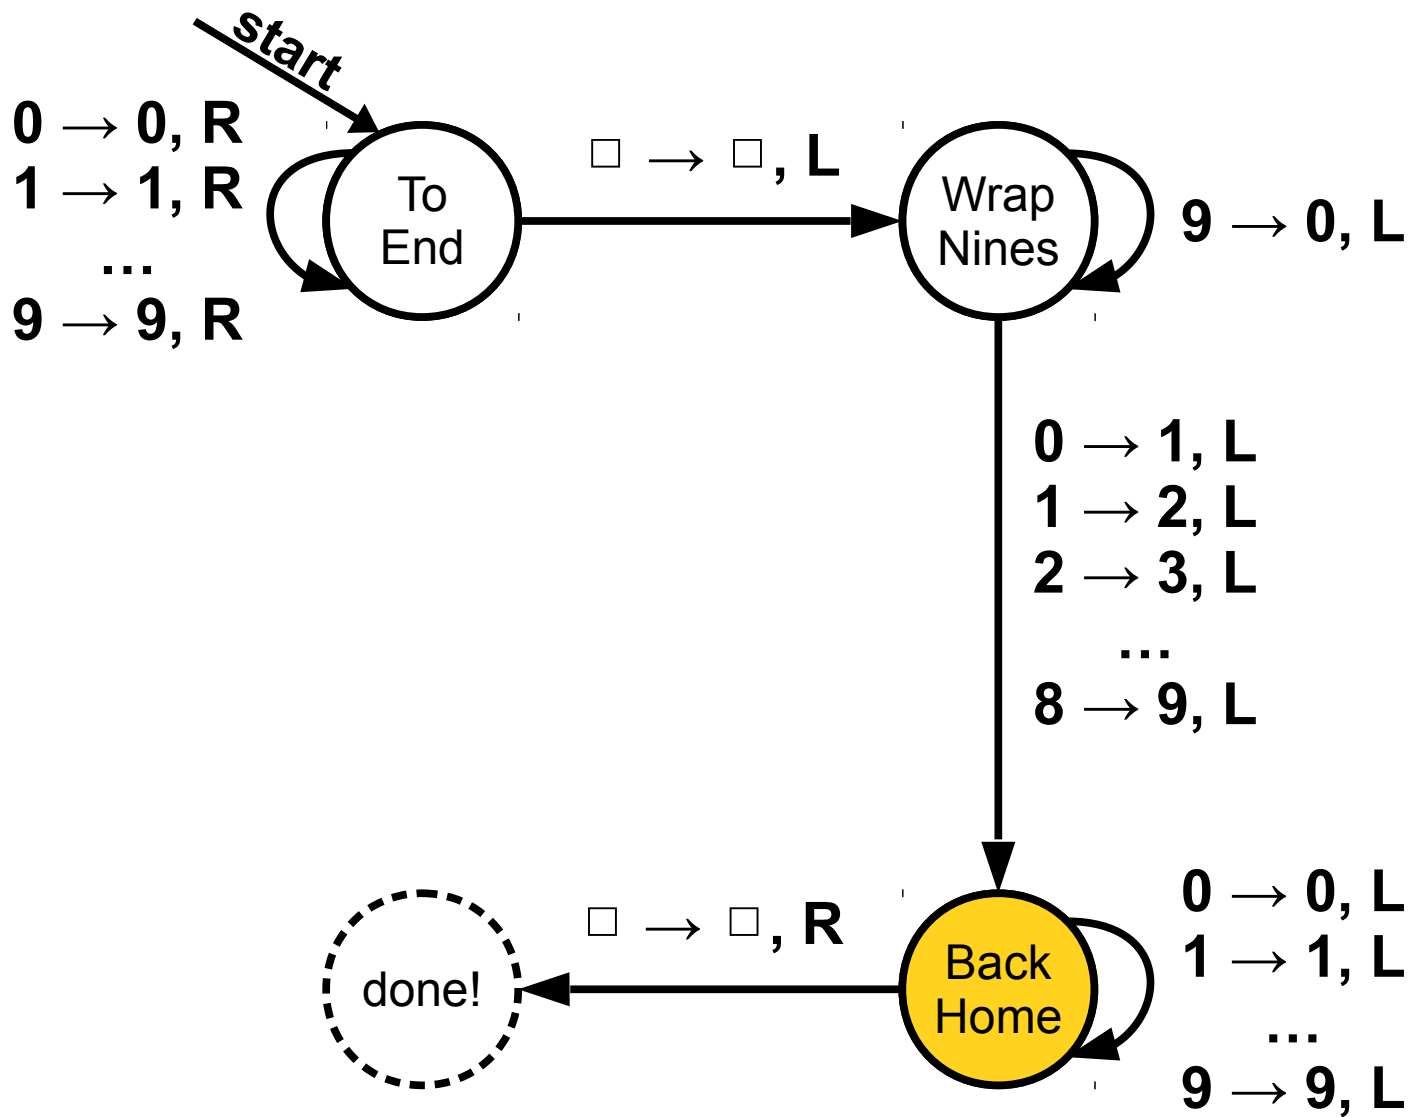 start
0 → 0, R
1 → 1, R
...
9 → 9, R
To
End
□ → □, L
Wrap
Nines
9 → 0, L
0 → 1, L
1 → 2, L
2 → 3, L
...
8 → 9, L
done!
□ → □, R
Back
Home
0 → 0, L
1 → 1, L
...
9 → 9, L